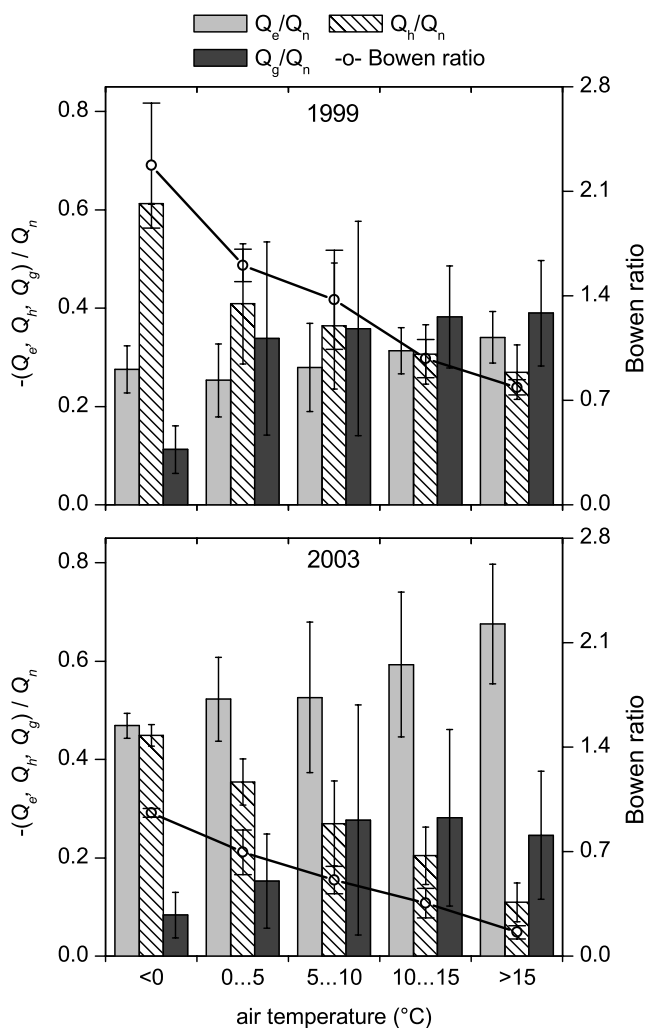 Qe/Qn Qh/Qn
Qg/Qn -o- Bowen ratio
1999
0.8
0.6
0.4
0.2
0.0
-(Qe, Qh, Qg) / Qn
2.8
2.1
1.4
0.7
0.0
Bowen ratio
2003
0.8
0.6
0.4
0.2
0.0
-(Qe, Qh, Qg) / Qn
2.8
2.1
1.4
0.7
0.0
Bowen ratio
<0 0...5 5...10 10...15 >15
air temperature (°C)